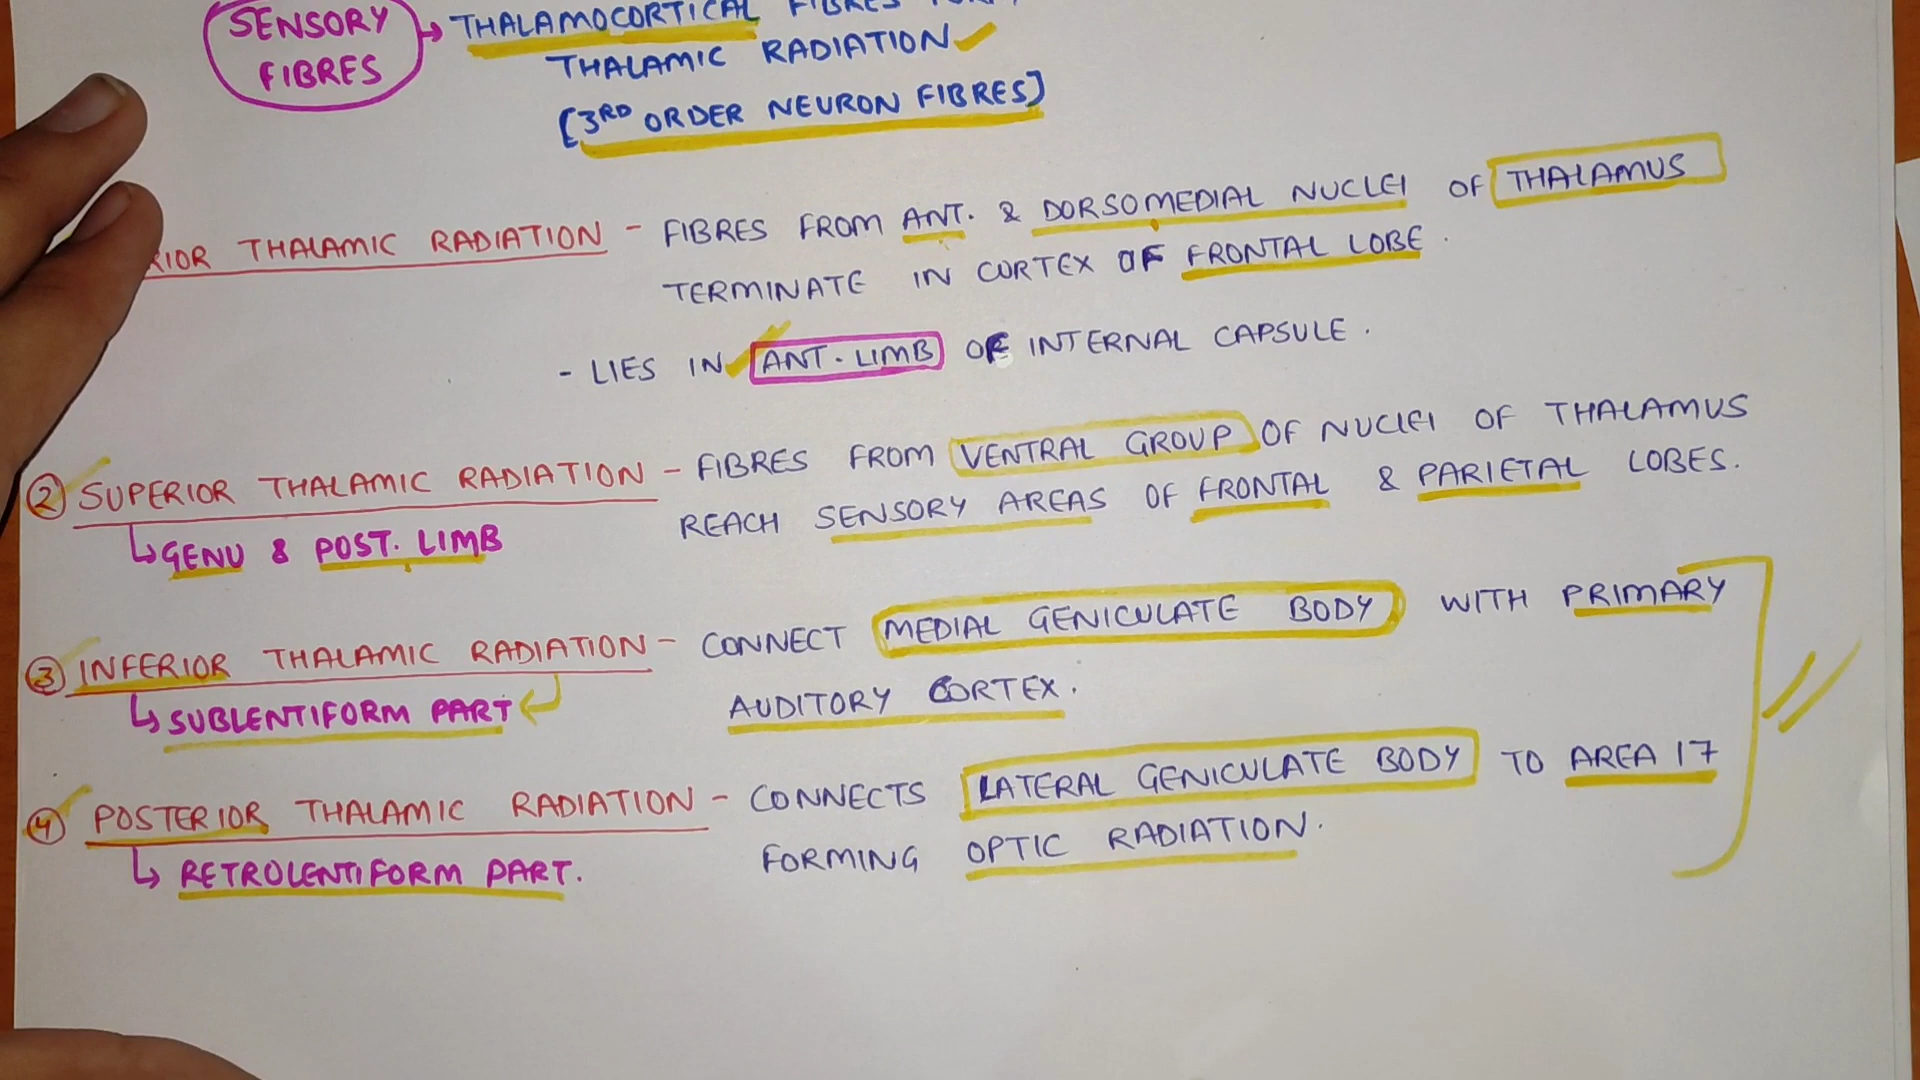 SENSORY FIBRES → THALAMOCORTICAL FIBRES
THALAMIC RADIATION
[3RD ORDER NEURON FIBRES]
RIOR THALAMIC RADIATION - FIBRES FROM ANT. & DORSOMEDIAL NUCLEI OF THALAMUS
TERMINATE IN CORTEX OF FRONTAL LOBE.
- LIES IN ANT. LIMB OF INTERNAL CAPSULE.
② SUPERIOR THALAMIC RADIATION - FIBRES FROM VENTRAL GROUP OF NUCLEI OF THALAMUS
REACH SENSORY AREAS OF FRONTAL & PARIETAL LOBES.
↳ GENU & POST. LIMB
③ INFERIOR THALAMIC RADIATION - CONNECT MEDIAL GENICULATE BODY WITH PRIMARY
AUDITORY CORTEX.
↳ SUBLENTIFORM PART
④ POSTERIOR THALAMIC RADIATION - CONNECTS LATERAL GENICULATE BODY TO AREA 17
FORMING OPTIC RADIATION.
↳ RETROLENTIFORM PART.